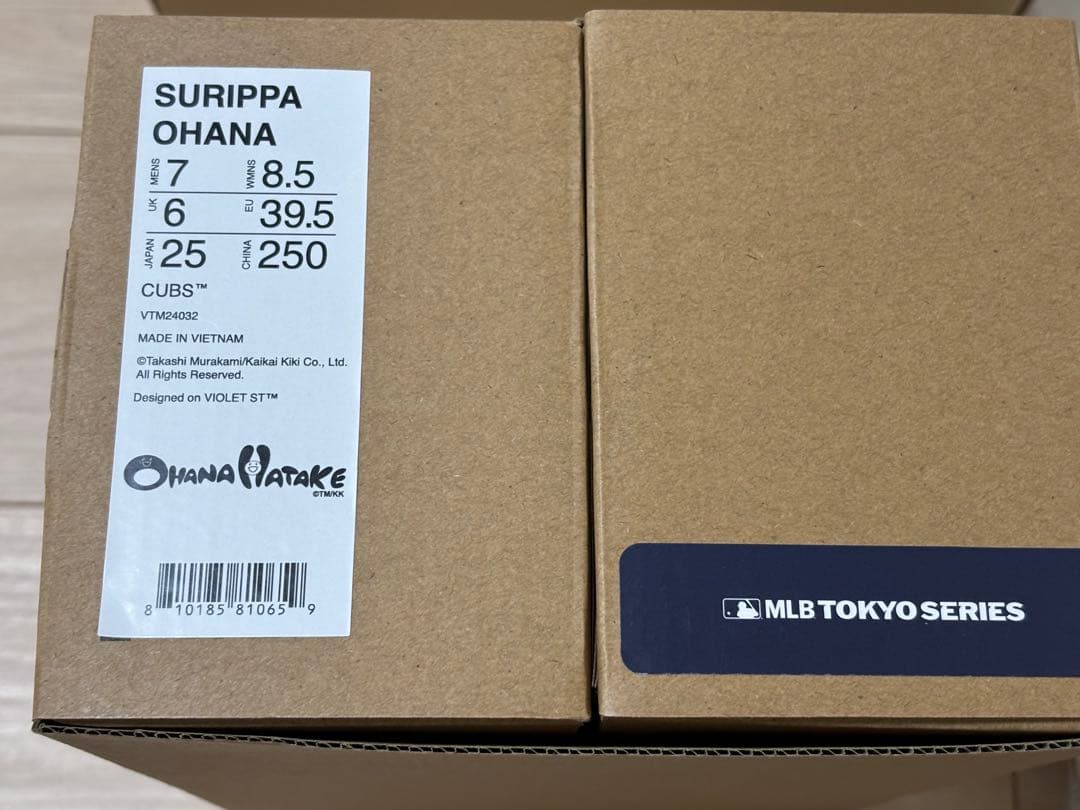 SURIPPA
OHANA
MENS 7 WMNS 8.5
UK 6 EU 39.5
JAPAN 25 CHINA 250
CUBS™
VTM24032
MADE IN VIETNAM
©Takashi Murakami/Kaikai Kiki Co., Ltd.
All Rights Reserved.
Designed on VIOLET ST™
OHANA HATAKE
©TM/KK
8 10185 81065 9
MLB TOKYO SERIES